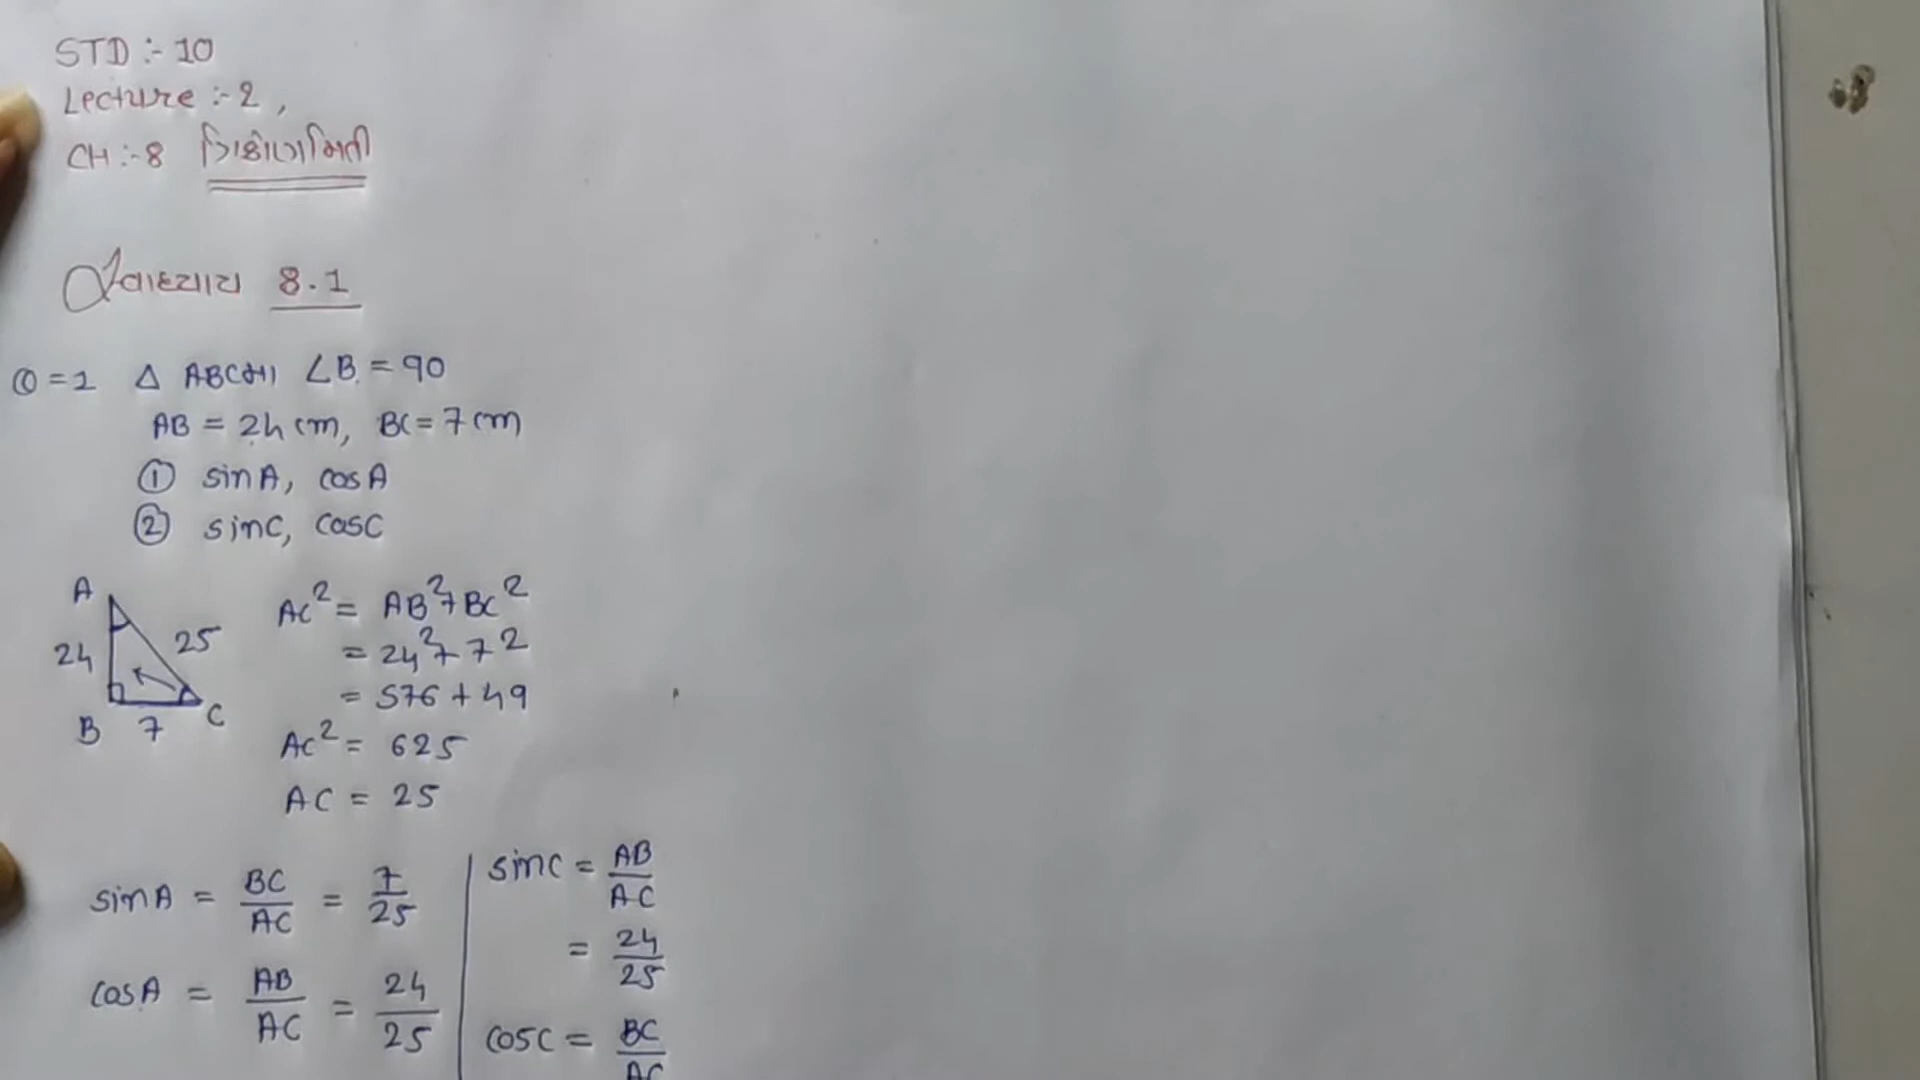 STD :- 10
Lecture :- 2,
CH :- 8 ત્રિકોણમિતી
સ્વાધ્યાય 8.1
Q=1 △ ABCમાં ∠B = 90
AB = 24 cm, BC = 7 cm
① sin A, cos A
② sin C, cos C
A
24
25
B
7
C
AC² = AB² + BC²
= 24² + 7²
= 576 + 49
AC² = 625
AC = 25
sin A = BC/AC = 7/25
cos A = AB/AC = 24/25
sin C = AB/AC
= 24/25
cos C = BC/AC